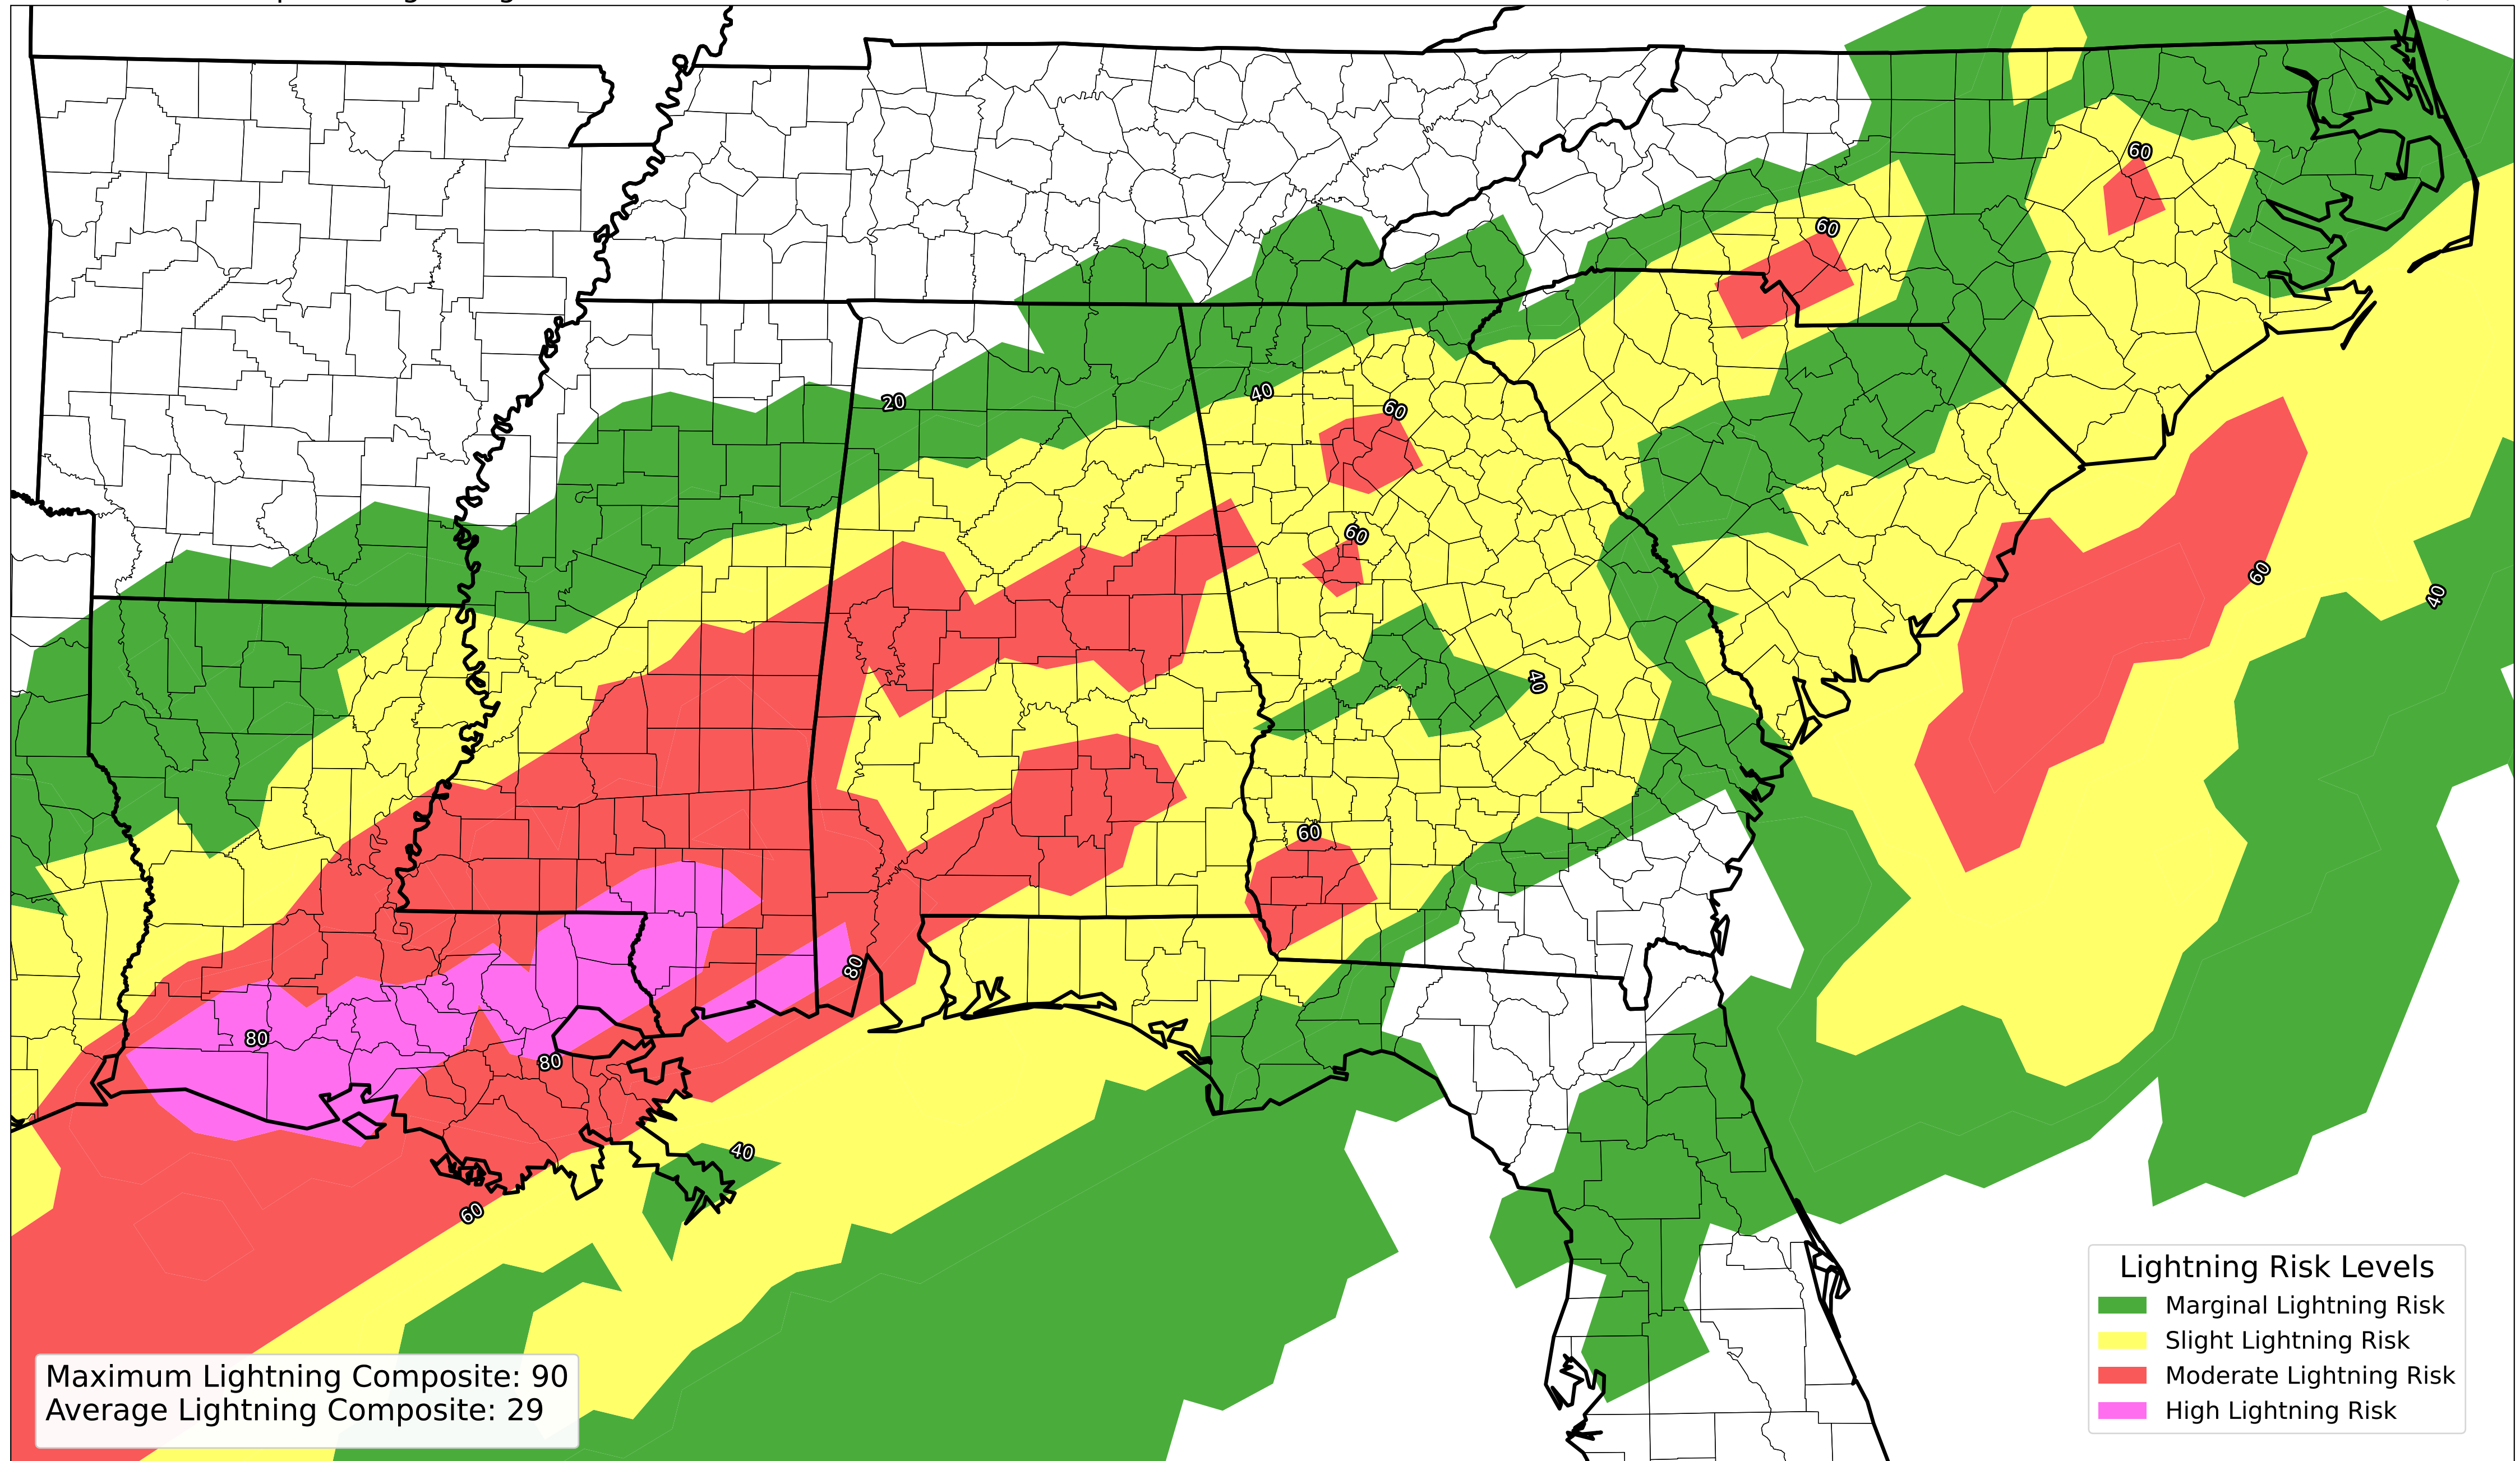 60
60
20
40
60
60
60
40
40
60
80
80
80
40
60
Lightning Risk Levels
Marginal Lightning Risk
Slight Lightning Risk
Moderate Lightning Risk
High Lightning Risk
Maximum Lightning Composite: 90
Average Lightning Composite: 29